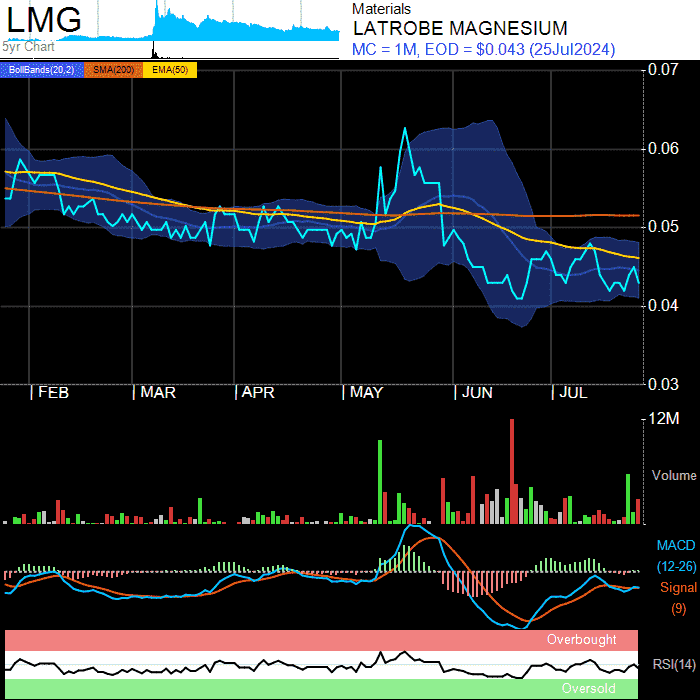 LMG
5yr Chart
Materials
LATROBE MAGNESIUM
MC = 1M, EOD = $0.043 (25Jul2024)
BollBands(20,2) SMA(200) EMA(50)
0.07
0.06
0.05
0.04
0.03
FEB MAR APR MAY JUN JUL
12M
Volume
MACD
(12-26)
Signal
(9)
Overbought
RSI(14)
Oversold